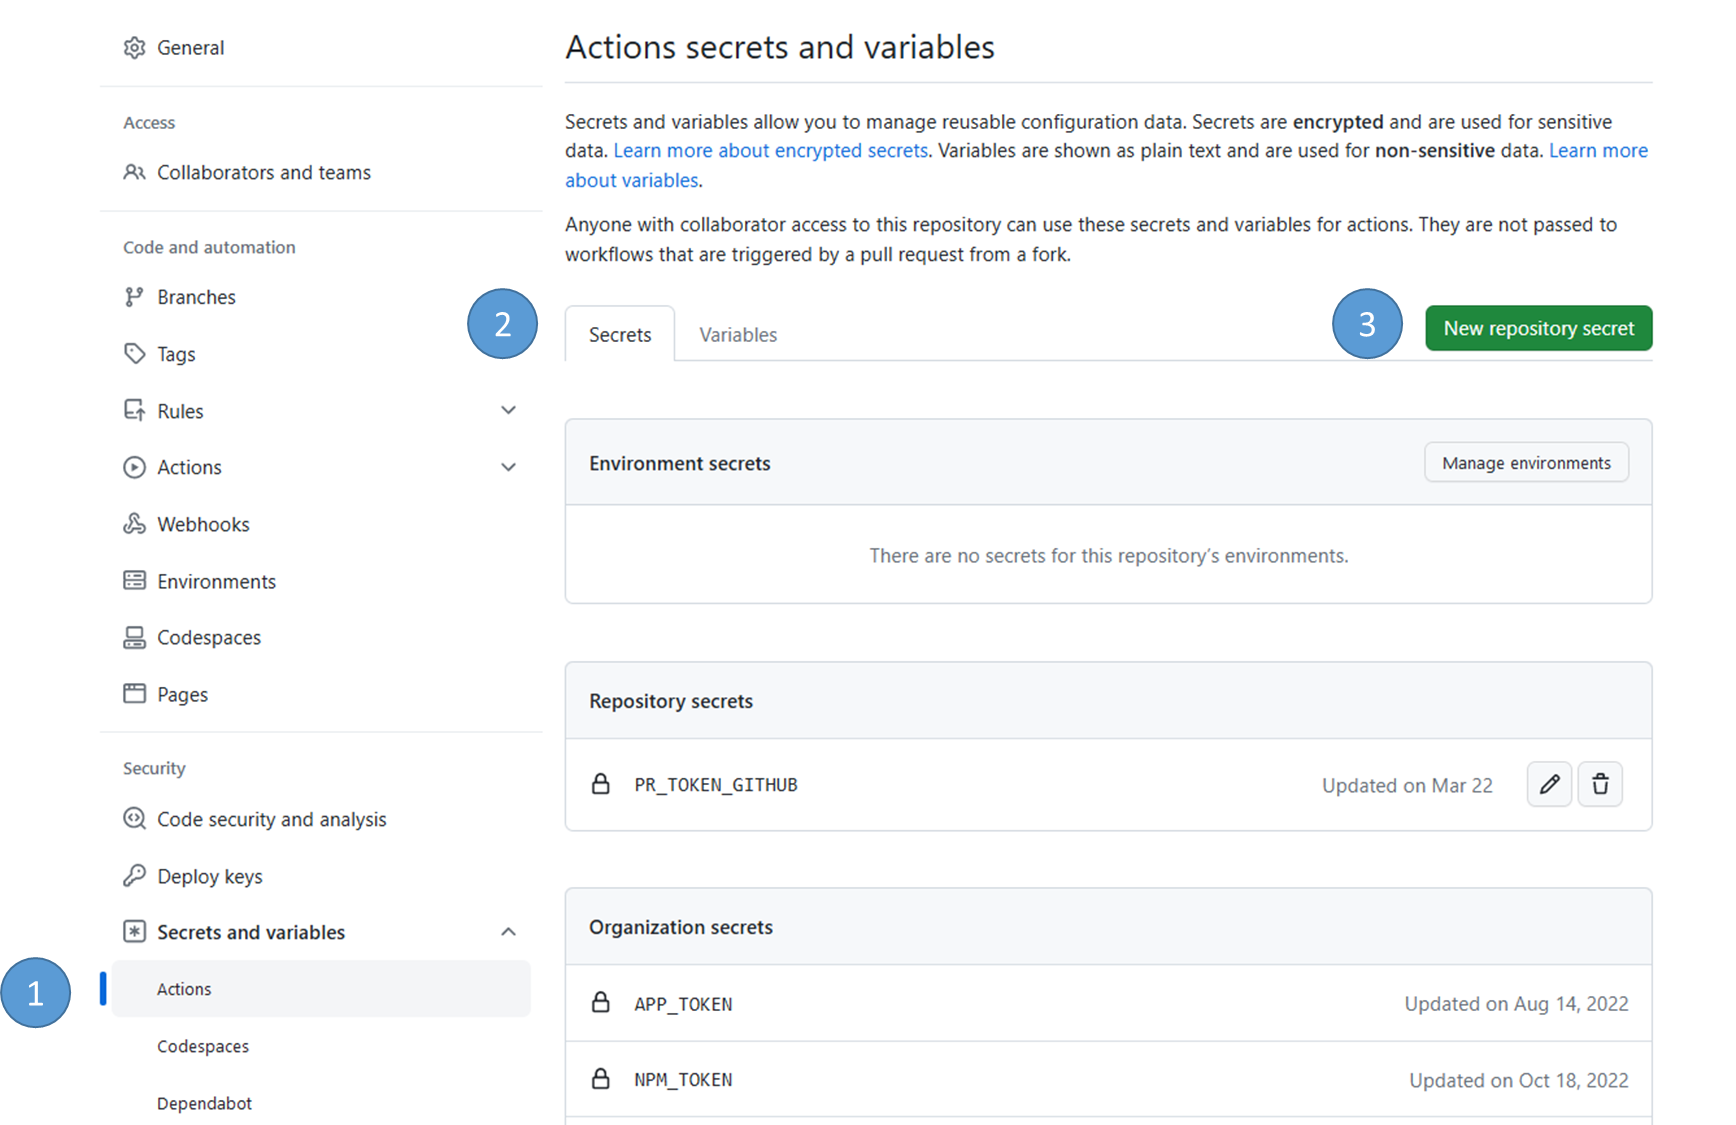 General
Access
Collaborators and teams
Code and automation
Branches
Tags
Rules
Actions
Webhooks
Environments
Codespaces
Pages
Security
Code security and analysis
Deploy keys
Secrets and variables
1
Actions
Codespaces
Dependabot
Actions secrets and variables
Secrets and variables allow you to manage reusable configuration data. Secrets are encrypted and are used for sensitive
data. Learn more about encrypted secrets. Variables are shown as plain text and are used for non-sensitive data. Learn more
about variables.
Anyone with collaborator access to this repository can use these secrets and variables for actions. They are not passed to
workflows that are triggered by a pull request from a fork.
2
Secrets
Variables
3
New repository secret
Environment secrets
Manage environments
There are no secrets for this repository’s environments.
Repository secrets
PR_TOKEN_GITHUB
Updated on Mar 22
Organization secrets
APP_TOKEN
Updated on Aug 14, 2022
NPM_TOKEN
Updated on Oct 18, 2022